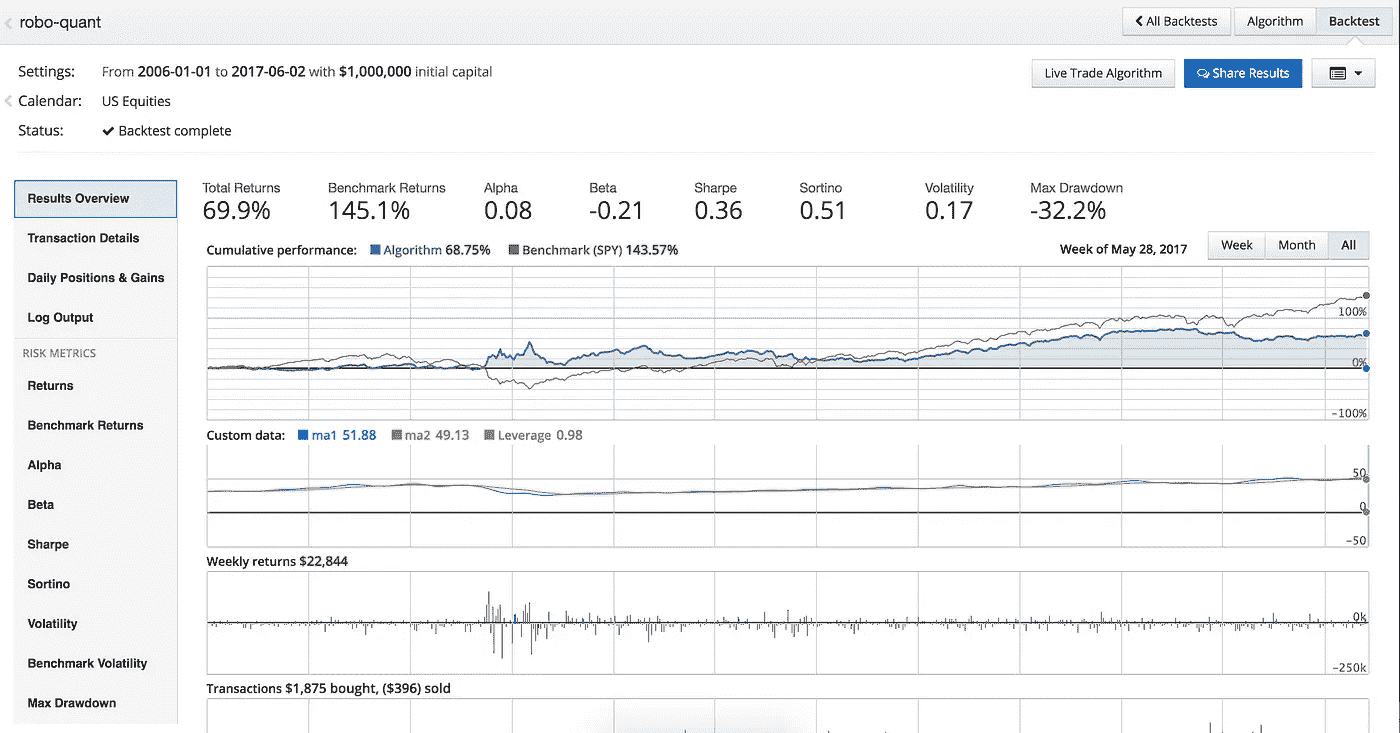 robo-quant
All Backtests
Algorithm
Backtest
Settings: From 2006-01-01 to 2017-06-02 with $1,000,000 initial capital
Live Trade Algorithm
Share Results
Calendar: US Equities
Status: Backtest complete
Results Overview
Transaction Details
Daily Positions & Gains
Log Output
RISK METRICS
Returns
Benchmark Returns
Alpha
Beta
Sharpe
Sortino
Volatility
Benchmark Volatility
Max Drawdown
Total Returns Benchmark Returns Alpha Beta Sharpe Sortino Volatility Max Drawdown
69.9% 145.1% 0.08 -0.21 0.36 0.51 0.17 -32.2%
Cumulative performance: Algorithm 68.75% Benchmark (SPY) 143.57%
Week of May 28, 2017
Week Month All
100%
0%
-100%
Custom data: ma1 51.88 ma2 49.13 Leverage 0.98
50
0
-50
Weekly returns $22,844
0k
-250k
Transactions $1,875 bought, ($396) sold